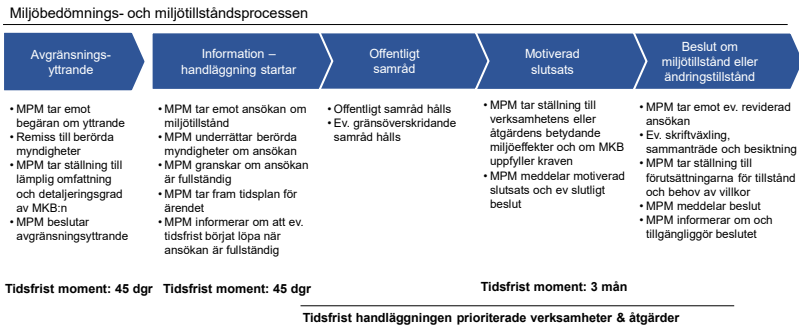 Miljöbedömnings- och miljötillståndsprocessen
Avgränsnings-
yttrande
Information –
handläggning startar
Offentligt
samråd
Motiverad
slutsats
Beslut om
miljötillstånd eller
ändringstillstånd
• MPM tar emot
begäran om yttrande
• Remiss till berörda
myndigheter
• MPM tar ställning till
lämplig omfattning
och detaljeringsgrad
av MKB:n
• MPM beslutar
avgränsningsyttrande
• MPM tar emot ansökan om
miljötillstånd
• MPM underrättar berörda
myndigheter om ansökan
• MPM granskar om ansökan
är fullständig
• MPM tar fram tidsplan för
ärendet
• MPM informerar om att ev.
tidsfrist börjat löpa när
ansökan är fullständig
• Offentligt samråd hålls
• Ev. gränsöverskridande
samråd hålls
• MPM tar ställning till
verksamhetens eller
åtgärdens betydande
miljöeffekter och om MKB
uppfyller kraven
• MPM meddelar motiverad
slutsats och ev slutligt
beslut
• MPM tar emot ev. reviderad
ansökan
• Ev. skriftväxling,
sammanträde och besiktning
• MPM tar ställning till
förutsättningarna för tillstånd
och behov av villkor
• MPM meddelar beslut
• MPM informerar om och
tillgängliggör beslutet
Tidsfrist moment: 45 dgr
Tidsfrist moment: 45 dgr
Tidsfrist moment: 3 mån
Tidsfrist handläggningen prioriterade verksamheter & åtgärder